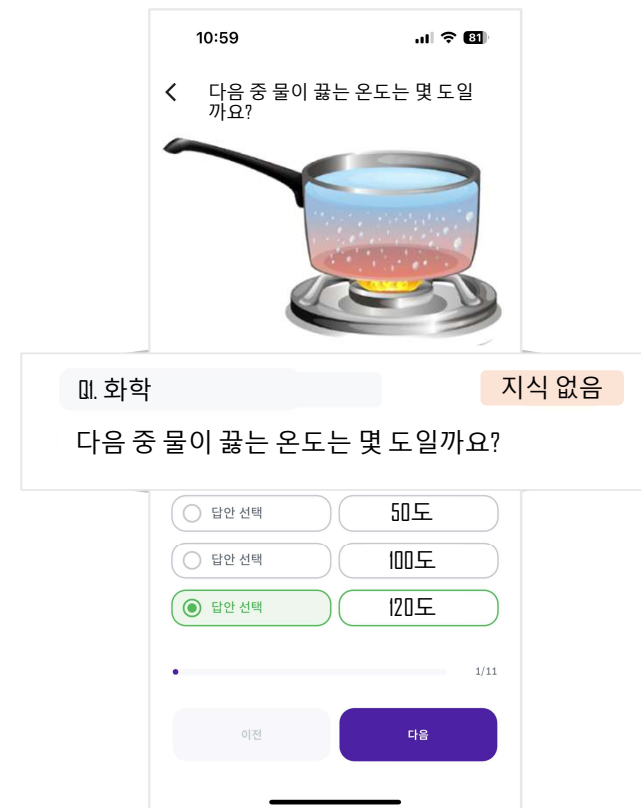 10:59
81
다음 중 물이 끓는 온도는 몇 도일
까요?
Q1. 화학
지식 없음
다음 중 물이 끓는 온도는 몇 도일까요?
답안 선택 50도
답안 선택 100도
답안 선택 120도
1/11
이전 다음